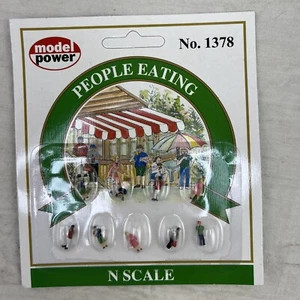 model
power
No. 1378
PEOPLE EATING
N SCALE